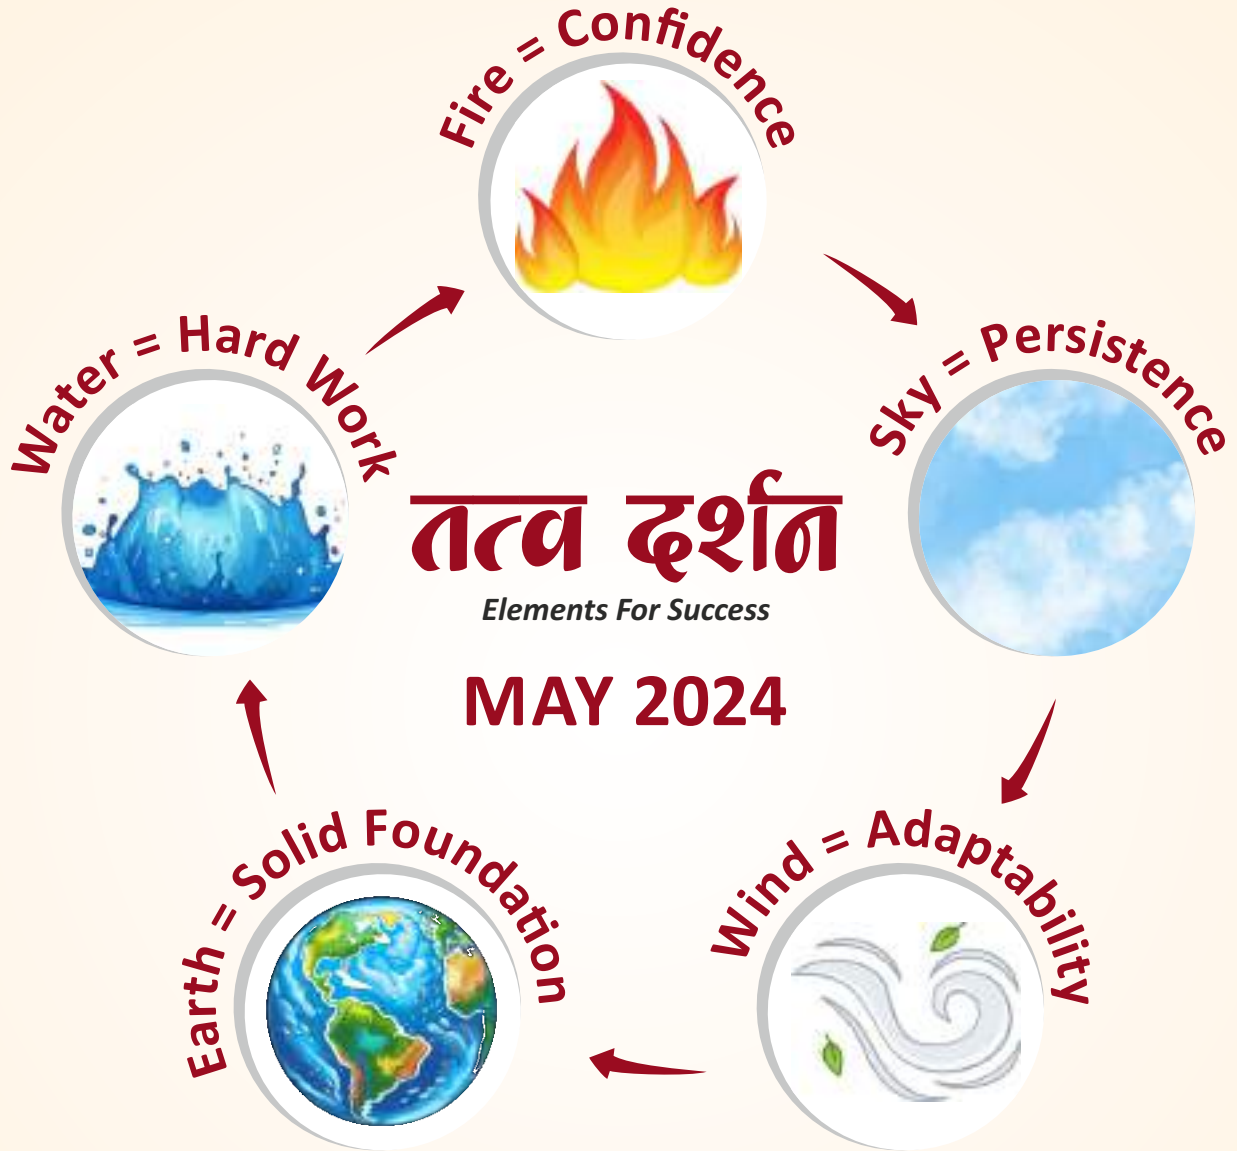 Fire = Confidence
Water = Hard Work
Sky = Persistence
तत्व दर्शन
Elements For Success
MAY 2024
Earth = Solid Foundation
Wind = Adaptability